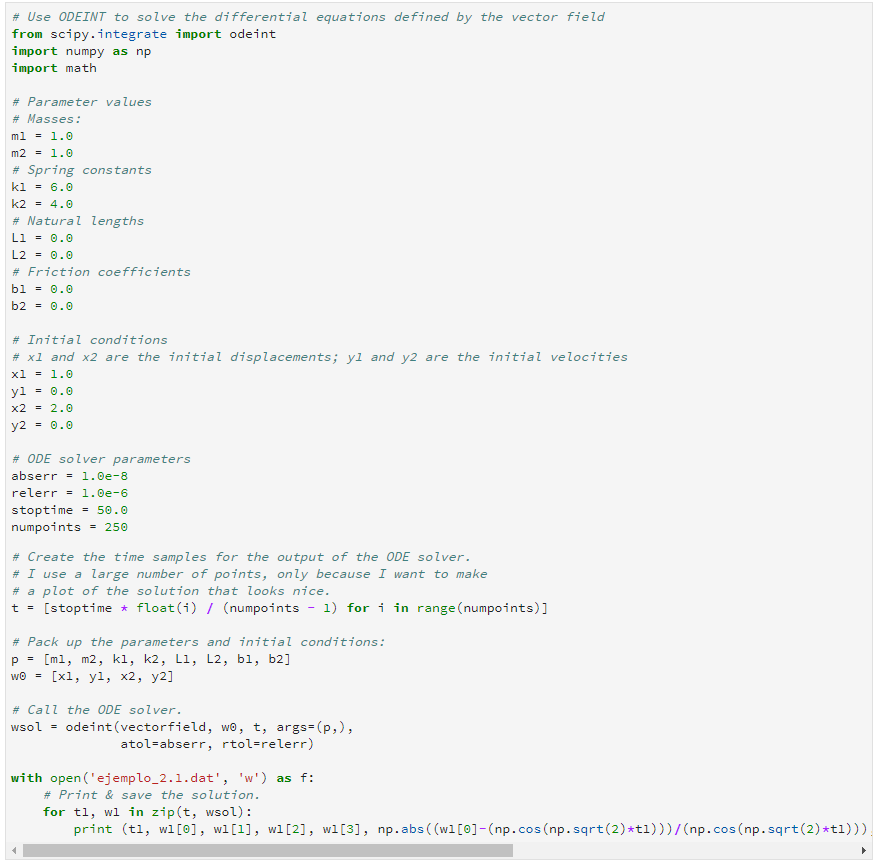 # Use ODEINT to solve the differential equations defined by the vector field
from scipy.integrate import odeint
import numpy as np
import math
# Parameter values
# Masses:
m1 = 1.0
m2 = 1.0
# Spring constants
k1 = 6.0
k2 = 4.0
# Natural lengths
L1 = 0.0
L2 = 0.0
# Friction coefficients
b1 = 0.0
b2 = 0.0
# Initial conditions
# x1 and x2 are the initial displacements; y1 and y2 are the initial velocities
x1 = 1.0
y1 = 0.0
x2 = 2.0
y2 = 0.0
# ODE solver parameters
abserr = 1.0e-8
relerr = 1.0e-6
stoptime = 50.0
numpoints = 250
# Create the time samples for the output of the ODE solver.
# I use a large number of points, only because I want to make
# a plot of the solution that looks nice.
t = [stoptime * float(i) / (numpoints - 1) for i in range(numpoints)]
# Pack up the parameters and initial conditions:
p = [m1, m2, k1, k2, L1, L2, b1, b2]
w0 = [x1, y1, x2, y2]
# Call the ODE solver.
wsol = odeint(vectorfield, w0, t, args=(p,),
atol=abserr, rtol=relerr)
with open('ejemplo_2.1.dat', 'w') as f:
# Print & save the solution.
for t1, w1 in zip(t, wsol):
print (t1, w1[0], w1[1], w1[2], w1[3], np.abs((w1[0]-(np.cos(np.sqrt(2)*t1)))/(np.cos(np.sqrt(2)*t1))),